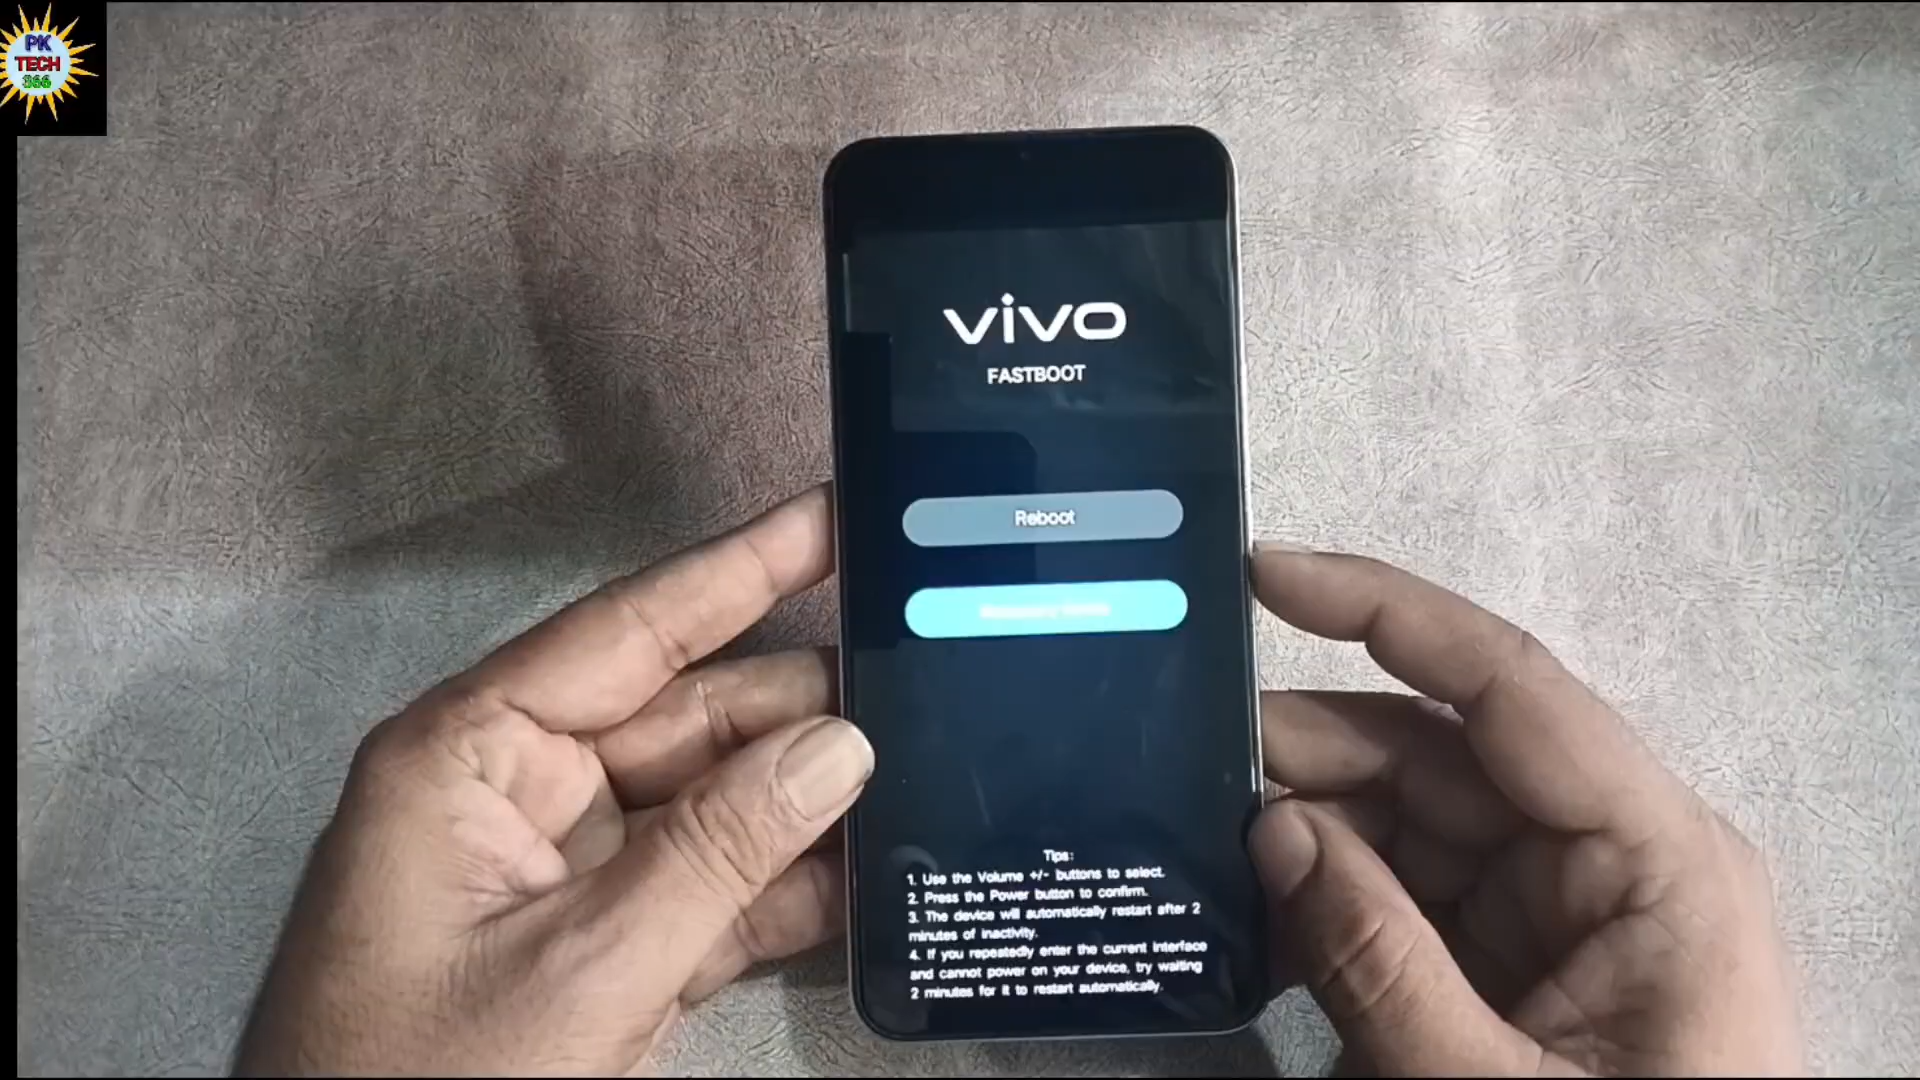 PK
TECH
366
vivo
FASTBOOT
Reboot
Tips:
1. Use the Volume +/- buttons to select.
2. Press the Power button to confirm.
3. The device will automatically restart after 2
minutes of inactivity.
4. If you repeatedly enter the current interface
and cannot power on your device, try waiting
2 minutes for it to restart automatically.